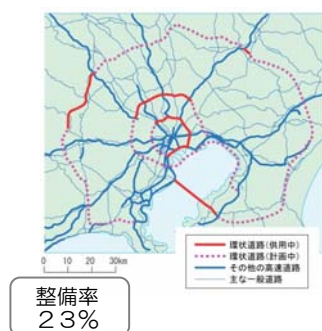 環状道路(供用中)
環状道路(計画中)
その他の高速道路
主な一般道路
0 10 20 30km
整備率
23%